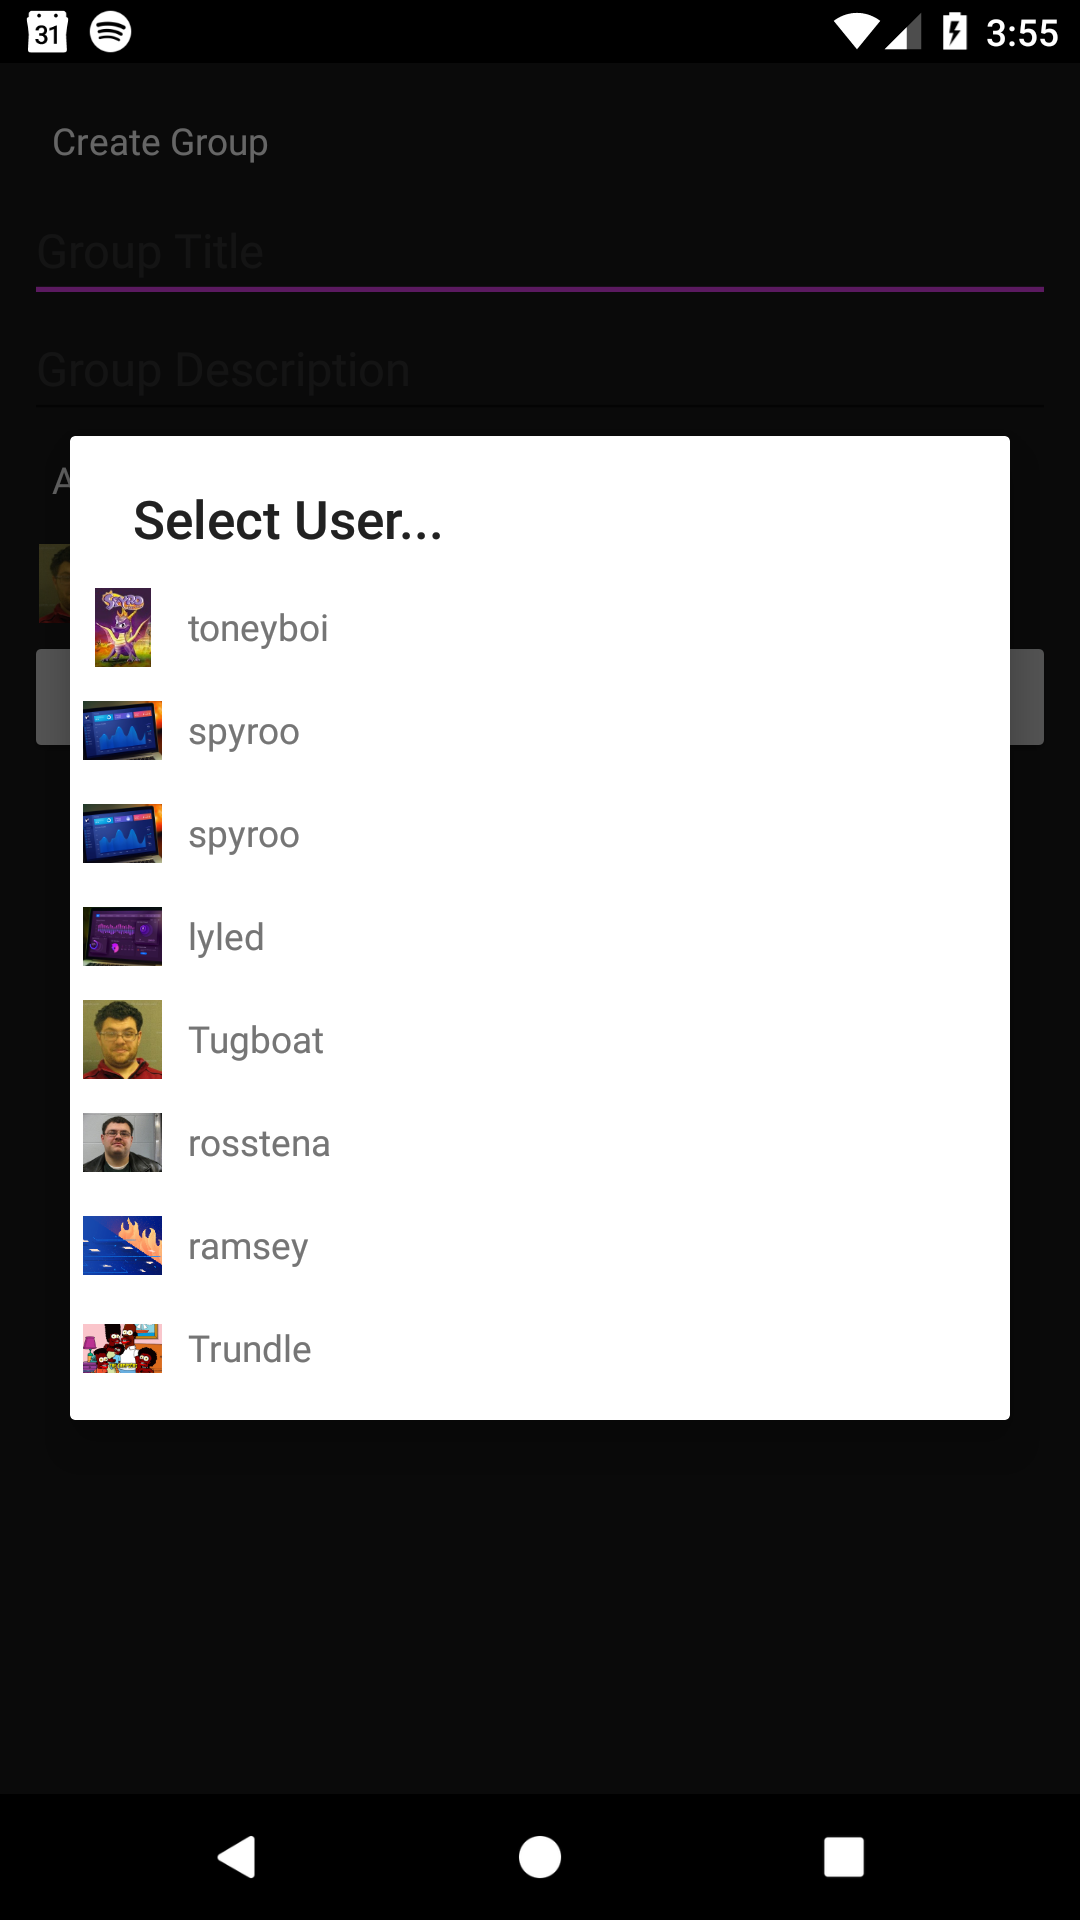 31
3:55
Create Group
Group Title
Group Description
A
Select User...
toneyboi
spyroo
spyroo
lyled
Tugboat
rosstena
ramsey
Trundle